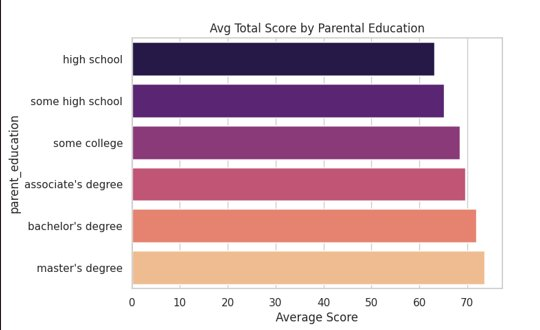 Avg Total Score by Parental Education
parent_education
high school
some high school
some college
associate's degree
bachelor's degree
master's degree
0 10 20 30 40 50 60 70
Average Score